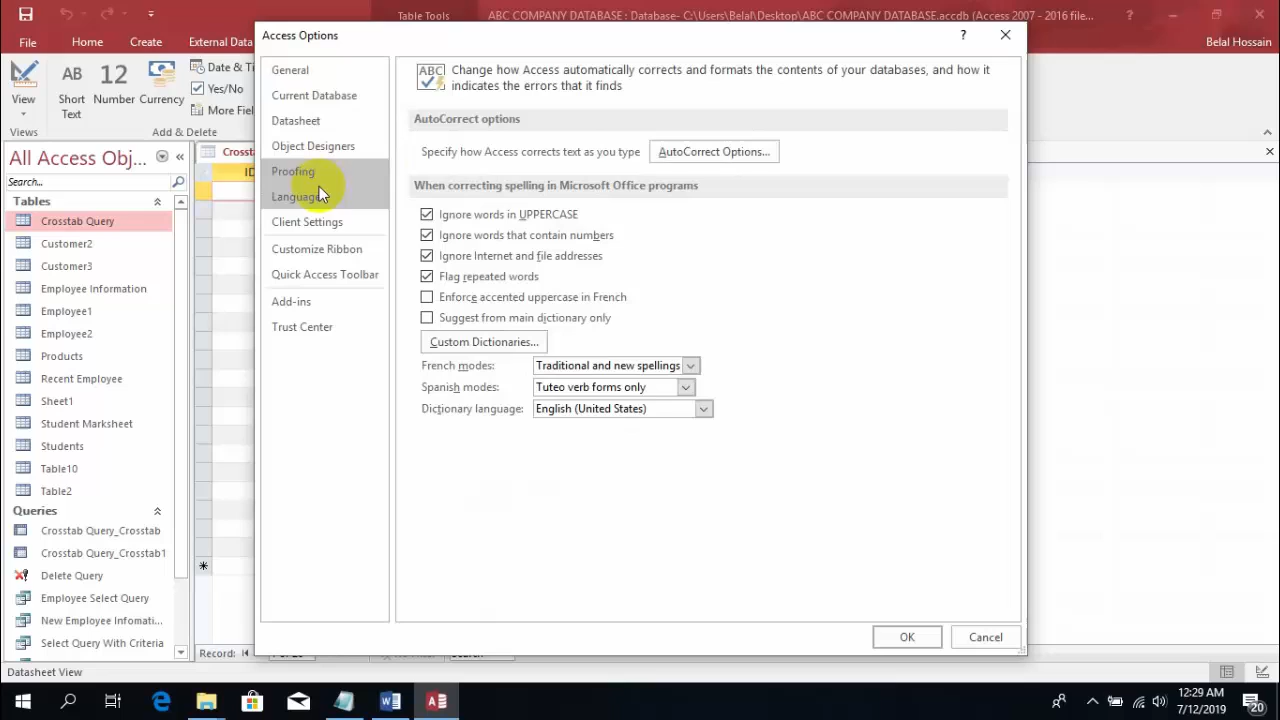 Table Tools
ABC COMPANY DATABASE : Database- C:\Users\Belal\Desktop\ABC COMPANY DATABASE.accdb (Access 2007 - 2016 file...
?
File
Home
Create
External Data
Belal Hossain
View
AB
Short
Text
12
Number
Currency
Date & Ti
Yes/No
More Fiel
Views
Add & Delete
All Access Obj...
Search...
Tables
Crosstab Query
Customer2
Customer3
Employee Information
Employee1
Employee2
Products
Recent Employee
Sheet1
Student Marksheet
Students
Table10
Table2
Queries
Crosstab Query_Crosstab
Crosstab Query_Crosstab1
Delete Query
Employee Select Query
New Employee Infomati...
Select Query With Criteria
Crossta
ID
Record:
Datasheet View
Access Options
?
General
Current Database
Datasheet
Object Designers
Proofing
Language
Client Settings
Customize Ribbon
Quick Access Toolbar
Add-ins
Trust Center
ABC
Change how Access automatically corrects and formats the contents of your databases, and how it
indicates the errors that it finds
AutoCorrect options
Specify how Access corrects text as you type
AutoCorrect Options...
When correcting spelling in Microsoft Office programs
Ignore words in UPPERCASE
Ignore words that contain numbers
Ignore Internet and file addresses
Flag repeated words
Enforce accented uppercase in French
Suggest from main dictionary only
Custom Dictionaries...
French modes: Traditional and new spellings
Spanish modes: Tuteo verb forms only
Dictionary language: English (United States)
OK
Cancel
12:29 AM
7/12/2019
20